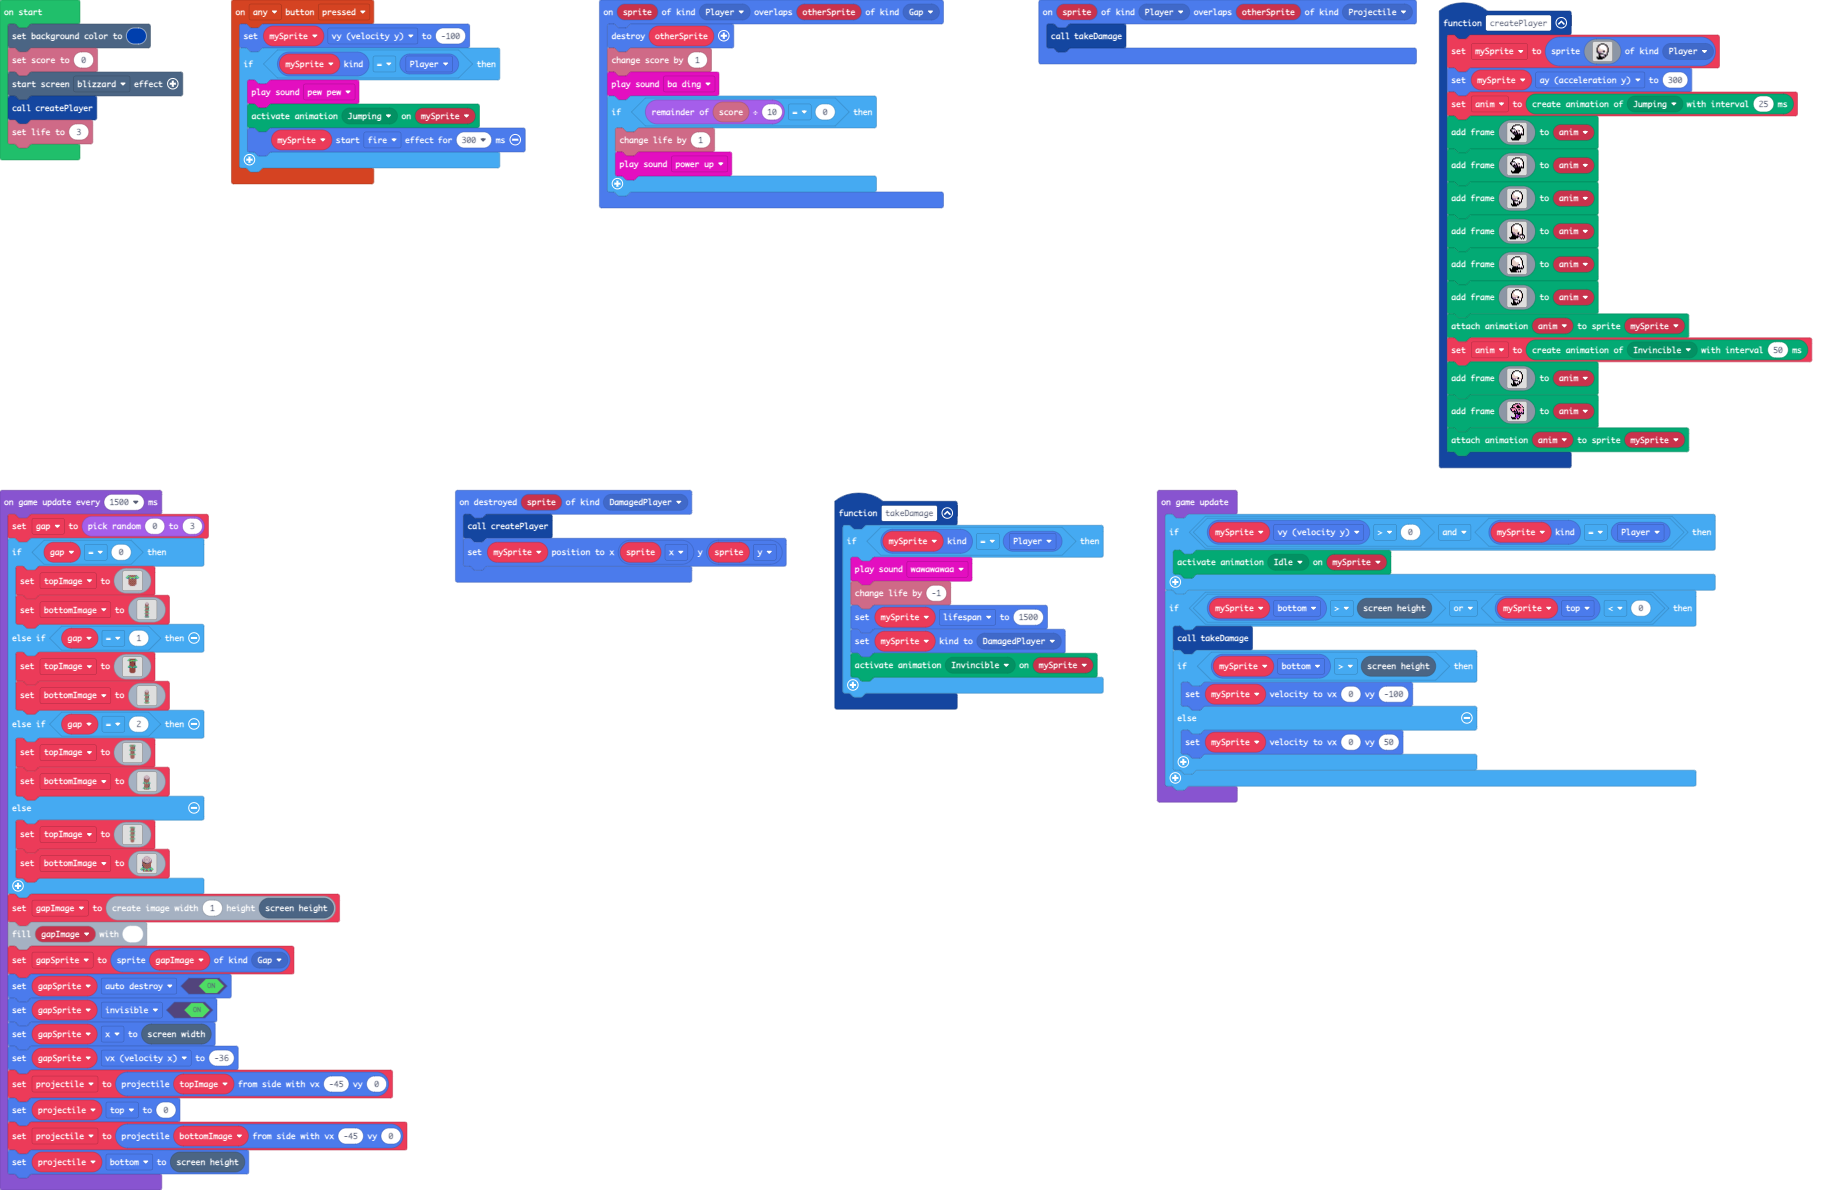 on start
set background color to
set score to 0
start screen blizzard effect
call createPlayer
set life to 3
on any button pressed
set mySprite vy (velocity y) to -100
if mySprite kind = Player then
play sound pew pew
activate animation Jumping on mySprite
mySprite start fire effect for 300 ms
on sprite of kind Player overlaps otherSprite of kind Gap
destroy otherSprite
change score by 1
play sound ba ding
if remainder of score ÷ 10 = 0 then
change life by 1
play sound power up
on sprite of kind Player overlaps otherSprite of kind Projectile
call takeDamage
function createPlayer
set mySprite to sprite of kind Player
set mySprite ay (acceleration y) to 300
set anim to create animation of Jumping with interval 25 ms
add frame to anim
add frame to anim
add frame to anim
add frame to anim
add frame to anim
add frame to anim
attach animation anim to sprite mySprite
set anim to create animation of Invincible with interval 50 ms
add frame to anim
add frame to anim
attach animation anim to sprite mySprite
on game update every 1500 ms
set gap to pick random 0 to 3
if gap = 0 then
set topImage to
set bottomImage to
else if gap = 1 then
set topImage to
set bottomImage to
else if gap = 2 then
set topImage to
set bottomImage to
else
set topImage to
set bottomImage to
set gapImage to create image width 1 height screen height
fill gapImage with
set gapSprite to sprite gapImage of kind Gap
set gapSprite auto destroy ON
set gapSprite invisible ON
set gapSprite x to screen width
set gapSprite vx (velocity x) to -36
set projectile to projectile topImage from side with vx -45 vy 0
set projectile top to 0
set projectile to projectile bottomImage from side with vx -45 vy 0
set projectile bottom to screen height
on destroyed sprite of kind DamagedPlayer
call createPlayer
set mySprite position to x sprite x y sprite y
function takeDamage
if mySprite kind = Player then
play sound wawawawaa
change life by -1
set mySprite lifespan to 1500
set mySprite kind to DamagedPlayer
activate animation Invincible on mySprite
on game update
if mySprite vy (velocity y) > 0 and mySprite kind = Player then
activate animation Idle on mySprite
if mySprite bottom > screen height or mySprite top < 0 then
call takeDamage
if mySprite bottom > screen height then
set mySprite velocity to vx 0 vy -100
else
set mySprite velocity to vx 0 vy 50